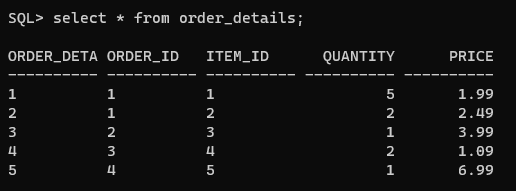 SQL> select * from order_details;
ORDER_DETA ORDER_ID   ITEM_ID      QUANTITY      PRICE
---------- ---------- ---------- ---------- ----------
1          1          1                   5       1.99
2          1          2                   2       2.49
3          2          3                   1       3.99
4          3          4                   2       1.09
5          4          5                   1       6.99